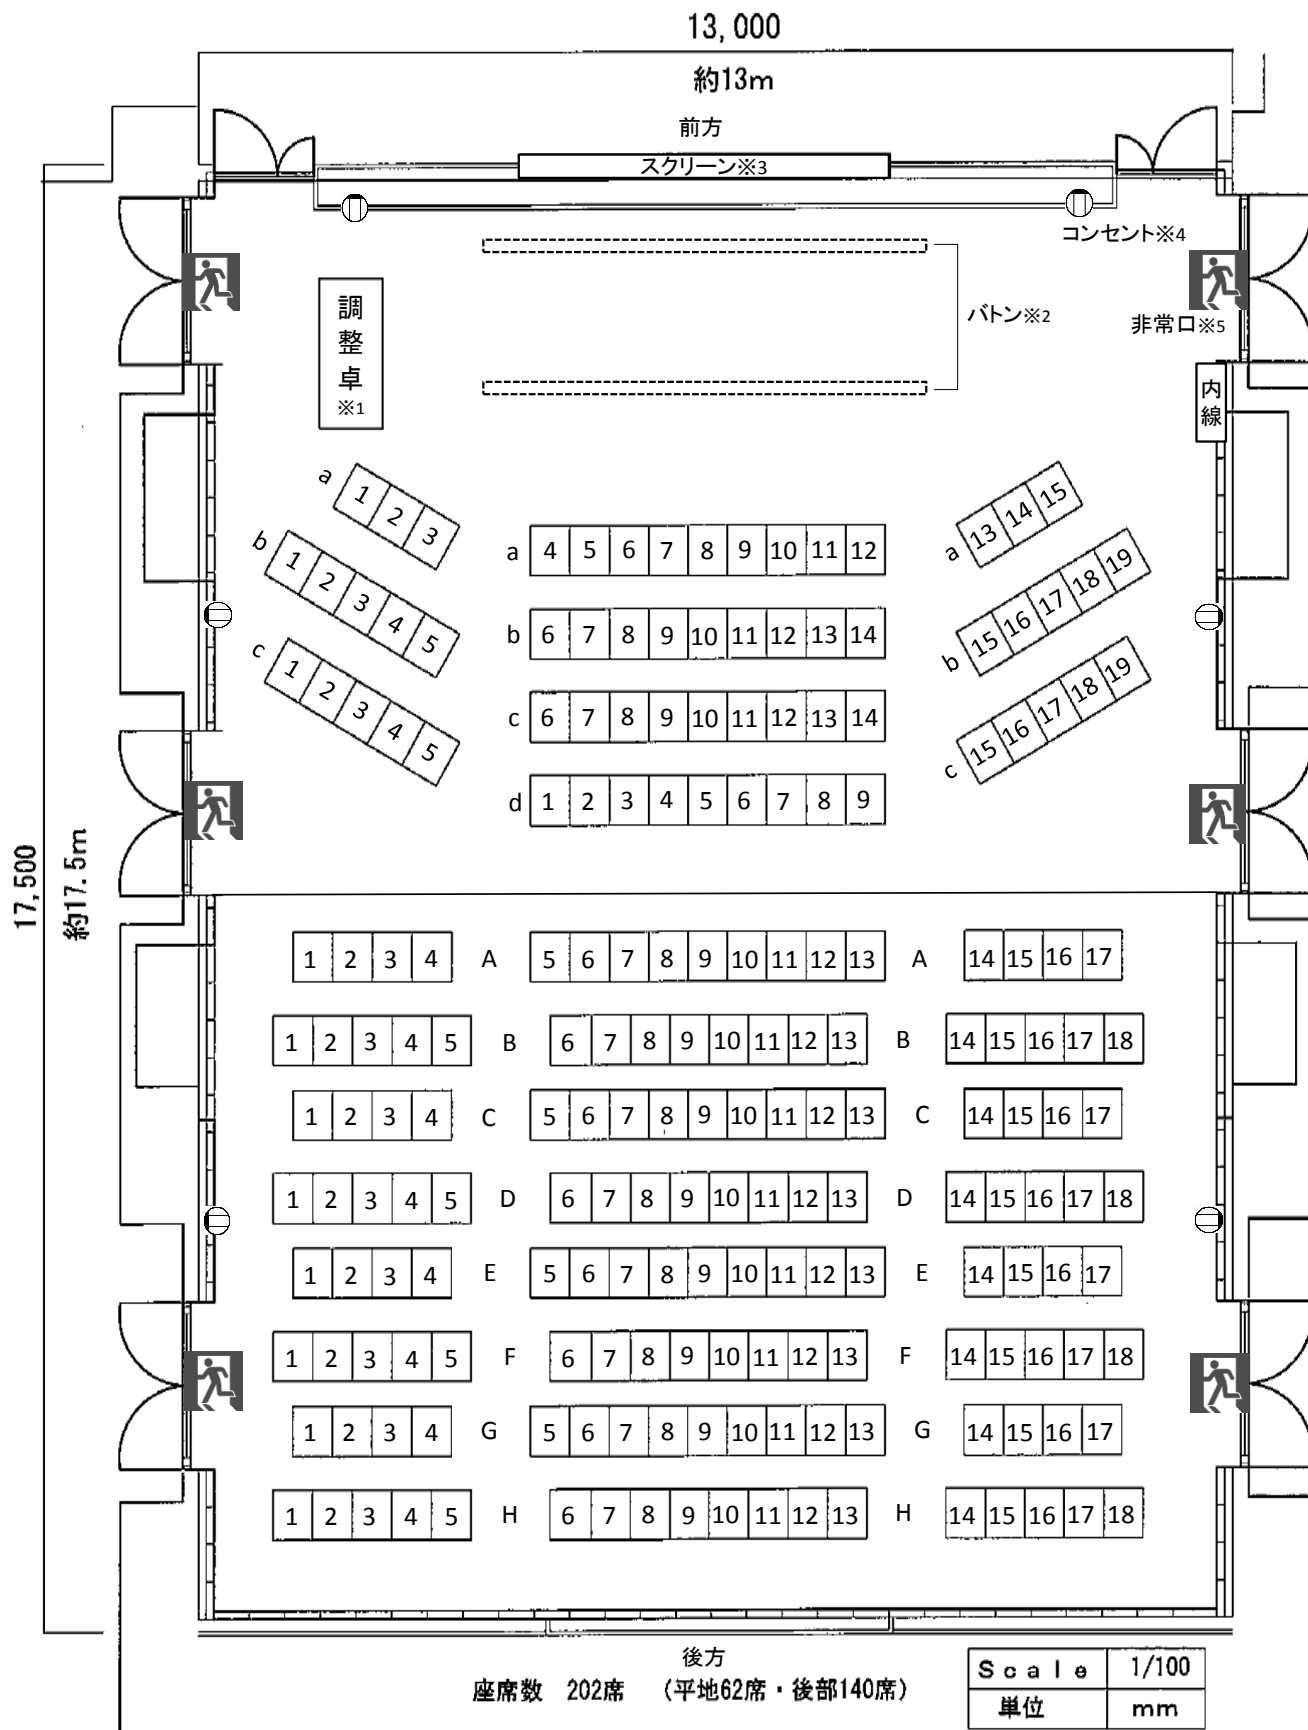 13,000
約13m
前方
スクリーン※3
コンセント※4
調整卓※1
バトン※2
非常口※5
内線
a 1 2 3
a 4 5 6 7 8 9 10 11 12
a 13 14 15
b 1 2 3 4 5
b 6 7 8 9 10 11 12 13 14
b 15 16 17 18 19
c 1 2 3 4 5
c 6 7 8 9 10 11 12 13 14
c 15 16 17 18 19
d 1 2 3 4 5 6 7 8 9
17,500
約17.5m
1 2 3 4 A 5 6 7 8 9 10 11 12 13 A 14 15 16 17
1 2 3 4 5 B 6 7 8 9 10 11 12 13 B 14 15 16 17 18
1 2 3 4 C 5 6 7 8 9 10 11 12 13 C 14 15 16 17
1 2 3 4 5 D 6 7 8 9 10 11 12 13 D 14 15 16 17 18
1 2 3 4 E 5 6 7 8 9 10 11 12 13 E 14 15 16 17
1 2 3 4 5 F 6 7 8 9 10 11 12 13 F 14 15 16 17 18
1 2 3 4 G 5 6 7 8 9 10 11 12 13 G 14 15 16 17
1 2 3 4 5 H 6 7 8 9 10 11 12 13 H 14 15 16 17 18
後方
座席数 202席 （平地62席・後部140席）
Scale 1/100
単位 mm